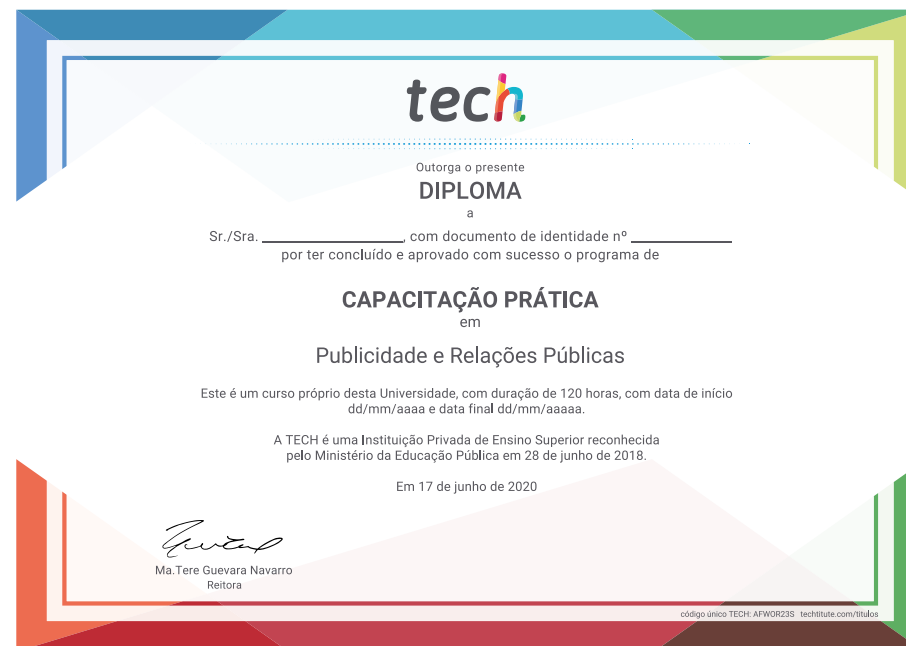 tech
Outorga o presente
DIPLOMA
a
Sr./Sra. ____________________, com documento de identidade nº ______________
por ter concluído e aprovado com sucesso o programa de
CAPACITAÇÃO PRÁTICA
em
Publicidade e Relações Públicas
Este é um curso próprio desta Universidade, com duração de 120 horas, com data de início
dd/mm/aaaa e data final dd/mm/aaaaa.
A TECH é uma Instituição Privada de Ensino Superior reconhecida
pelo Ministério da Educação Pública em 28 de junho de 2018.
Em 17 de junho de 2020
Ma.Tere Guevara Navarro
Reitora
código único TECH: AFWOR23S techtitute.com/titulos